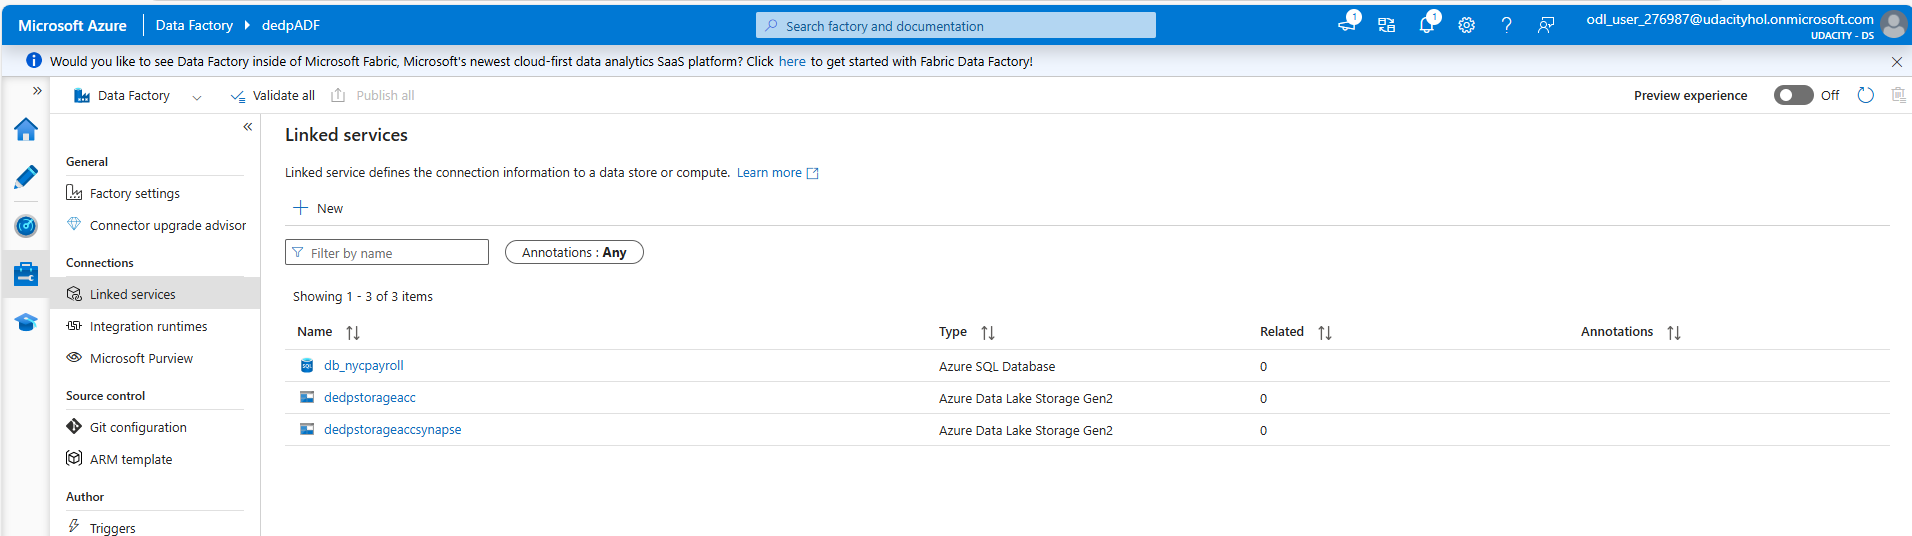 Microsoft Azure Data Factory dedpADF Search factory and documentation 1 1 odl_user_276987@udacityhol.onmicrosoft.com
UDACITY - DS
Would you like to see Data Factory inside of Microsoft Fabric, Microsoft's newest cloud-first data analytics SaaS platform? Click here to get started with Fabric Data Factory!
Data Factory Validate all Publish all Preview experience Off
General
Factory settings
Connector upgrade advisor
Connections
Linked services
Integration runtimes
Microsoft Purview
Source control
Git configuration
ARM template
Author
Triggers
Linked services
Linked service defines the connection information to a data store or compute. Learn more
New
Filter by name Annotations : Any
Showing 1 - 3 of 3 items
Name Type Related Annotations
SQL db_nycpayroll Azure SQL Database 0
dedpstorageacc Azure Data Lake Storage Gen2 0
dedpstorageaccsynapse Azure Data Lake Storage Gen2 0